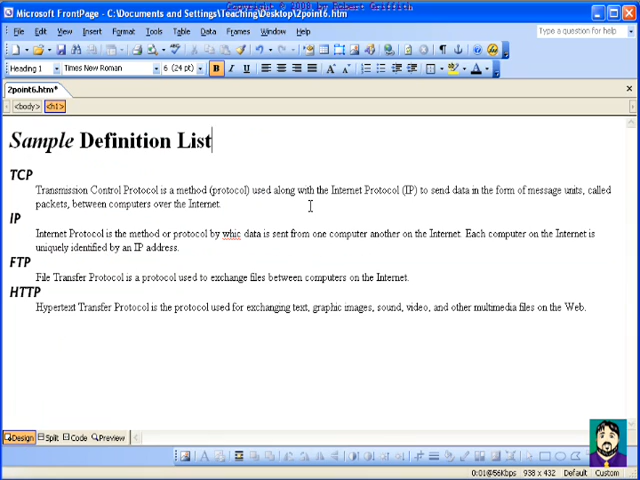 Copyright © 2009 by Robert Griffith
Microsoft FrontPage - C:\Documents and Settings\Teaching\Desktop\2point6.htm
File Edit View Insert Format Tools Table Data Frames Window Help Type a question for help
Heading 1 Times New Roman 6 (24 pt) B I U
2point6.htm*
<body> <h1>
Sample Definition List
TCP
Transmission Control Protocol is a method (protocol) used along with the Internet Protocol (IP) to send data in the form of message units, called
packets, between computers over the Internet.
IP
Internet Protocol is the method or protocol by whic data is sent from one computer another on the Internet. Each computer on the Internet is
uniquely identified by an IP address.
FTP
File Transfer Protocol is a protocol used to exchange files between computers on the Internet.
HTTP
Hypertext Transfer Protocol is the protocol used for exchanging text, graphic images, sound, video, and other multimedia files on the Web.
Design Split Code Preview
0:01@56Kbps 938 x 432 Default Custom